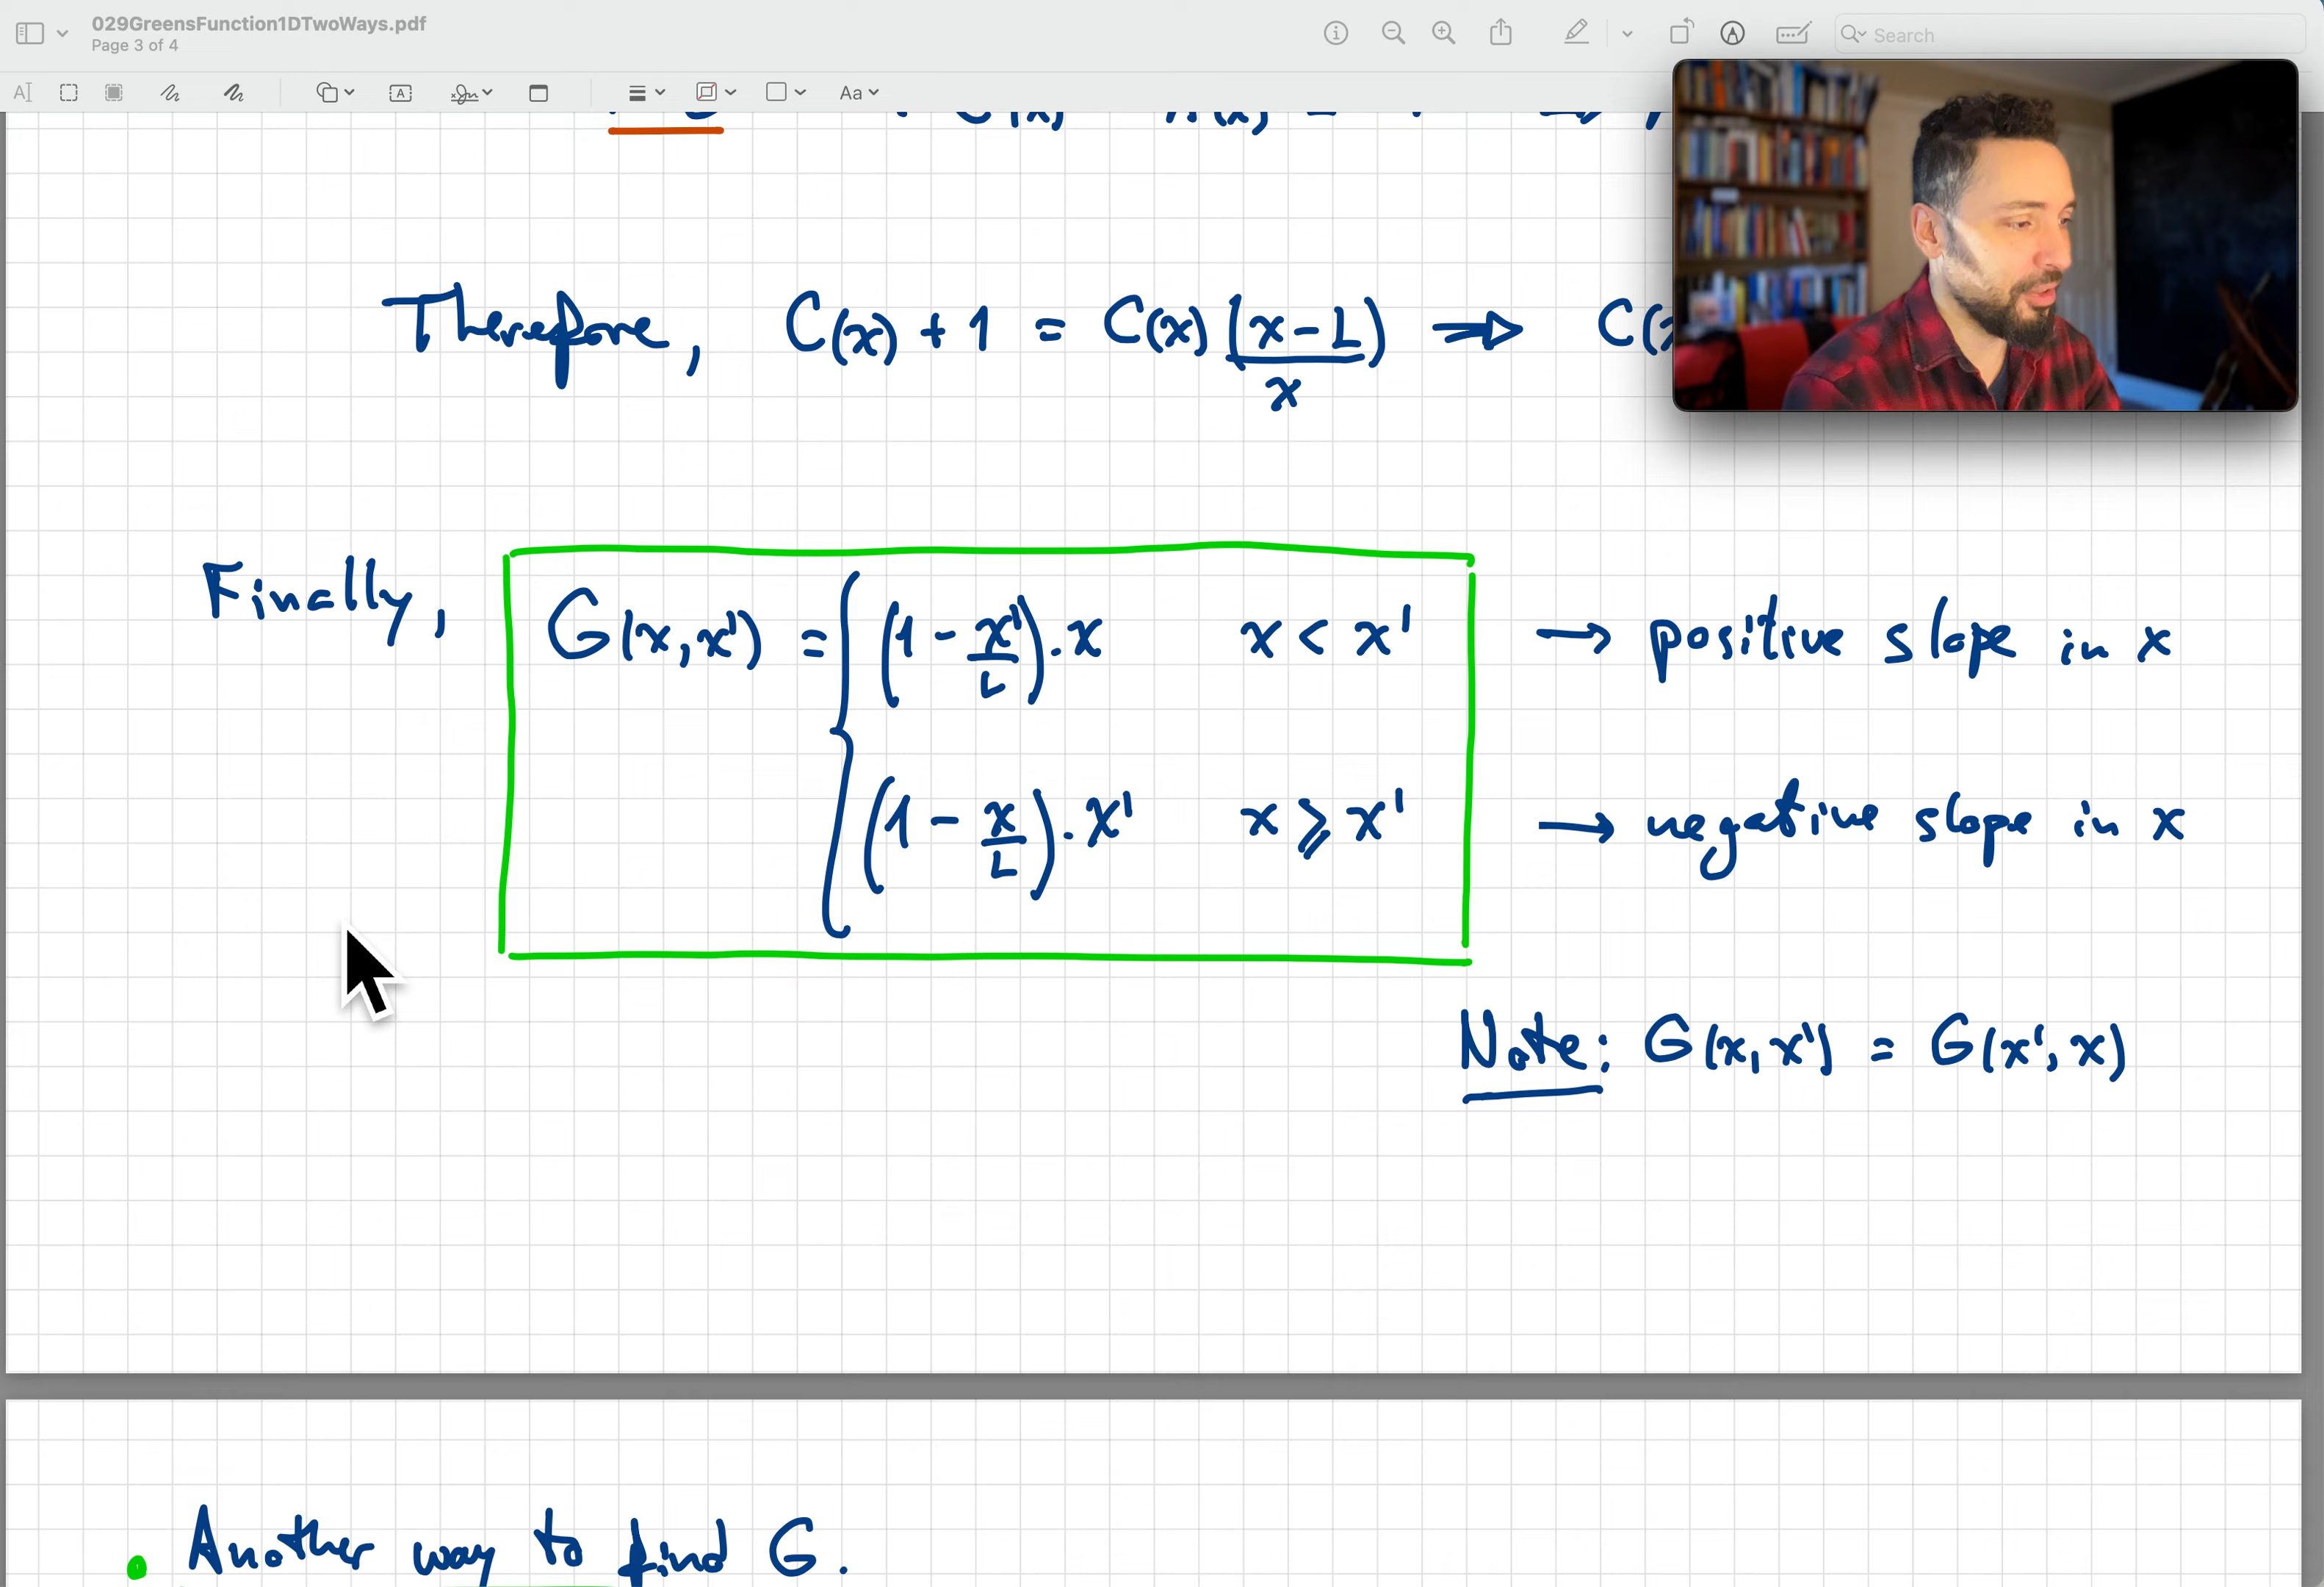 029GreensFunction1DTwoWays.pdf
Page 3 of 4
Search
Aa
Therefore, C(x) + 1 = C(x) (x - L)/x ⇒ C(
Finally, G(x,x') = { (1 - x'/L) · x   x < x' → positive slope in x
(1 - x/L) · x'   x ⩾ x' → negative slope in x
Note: G(x,x') = G(x',x)
• Another way to find G.